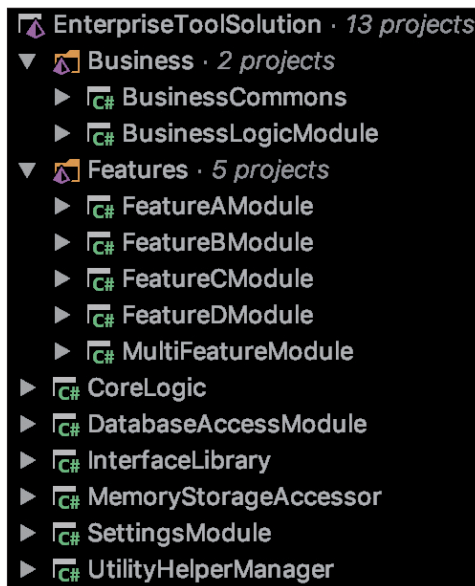 EnterpriseToolSolution · 13 projects
Business · 2 projects
C# BusinessCommons
C# BusinessLogicModule
Features · 5 projects
C# FeatureAModule
C# FeatureBModule
C# FeatureCModule
C# FeatureDModule
C# MultiFeatureModule
C# CoreLogic
C# DatabaseAccessModule
C# InterfaceLibrary
C# MemoryStorageAccessor
C# SettingsModule
C# UtilityHelperManager